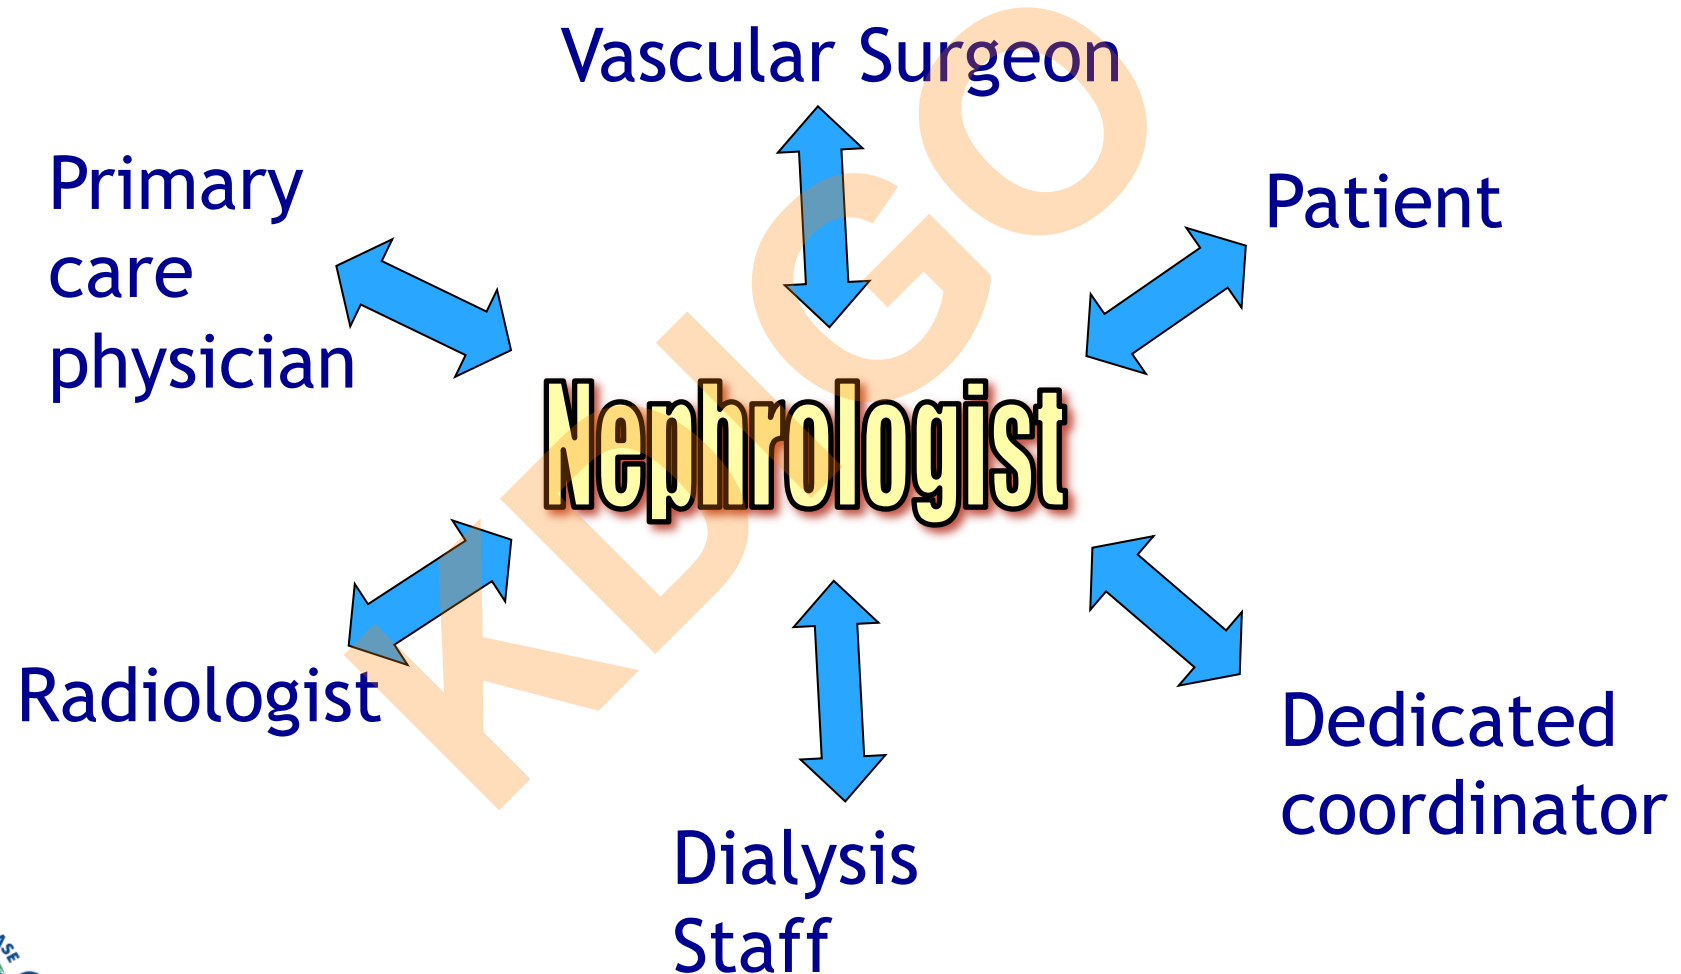 Vascular Surgeon
Primary
care
physician
Patient
Nephrologist
KDIGO
Radiologist
Dedicated
coordinator
Dialysis
Staff